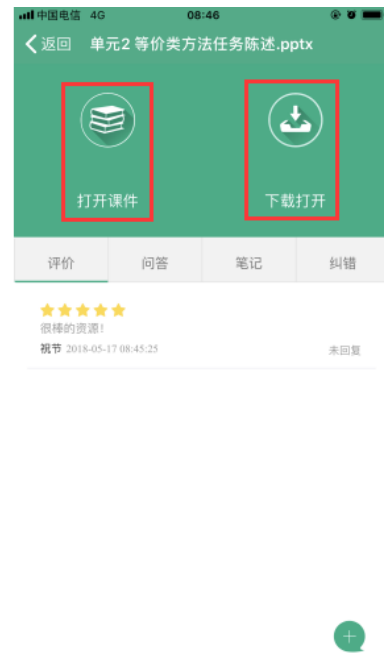 中国电信 4G 08:46
返回 单元2 等价类方法任务陈述.pptx
打开课件 下载打开
评价 问答 笔记 纠错
很棒的资源!
祝节 2018-05-17 08:45:25 未回复